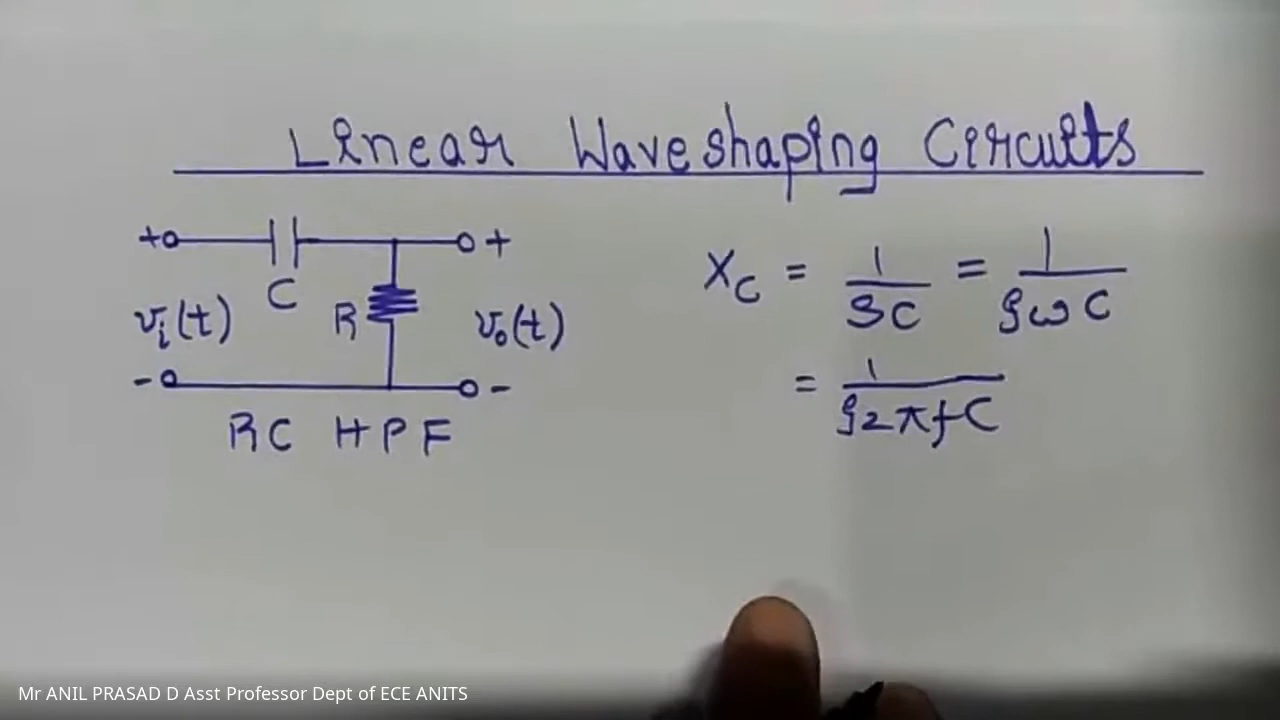 Linear Waveshaping Circuits
+ +
C
vi(t) R vo(t)
- -
RC HPF
XC = 1/SC = 1/jωC
= 1/j2πfC
Mr ANIL PRASAD D Asst Professor Dept of ECE ANITS